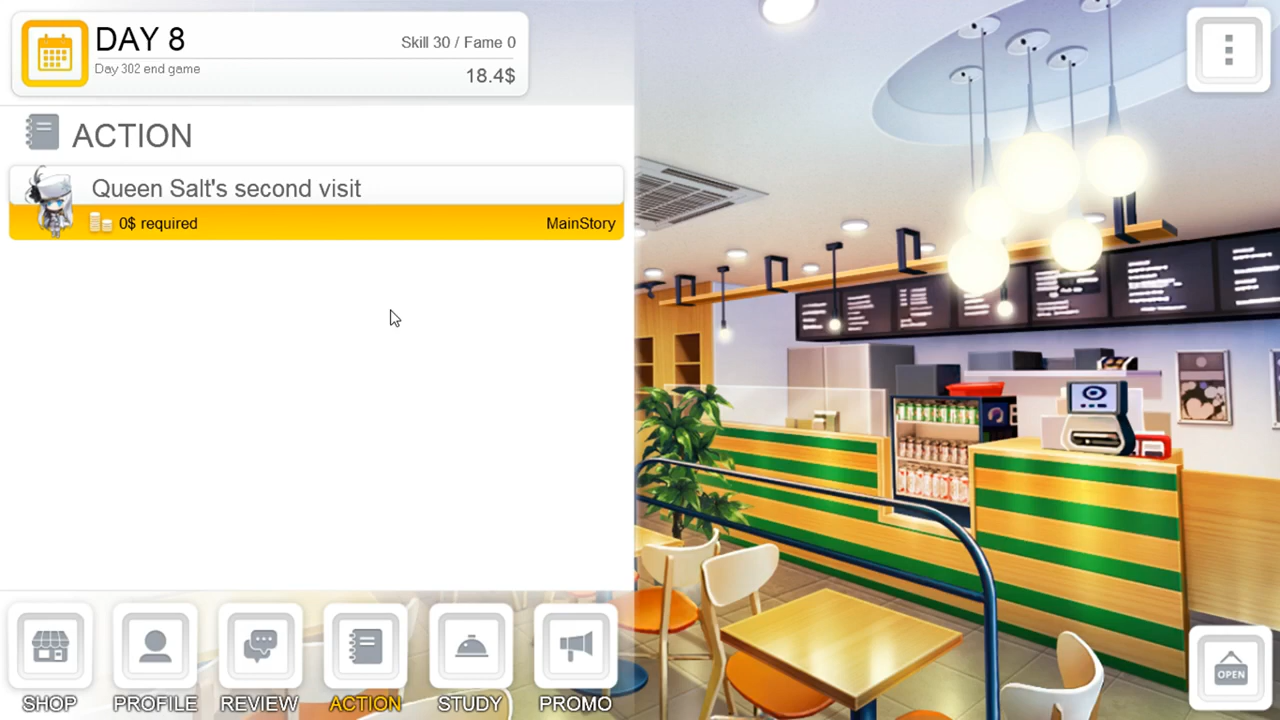 DAY 8
Skill 30 / Fame 0
Day 302 end game
18.4$
ACTION
Queen Salt's second visit
0$ required
MainStory
OPEN
SHOP
PROFILE
REVIEW
ACTION
STUDY
PROMO